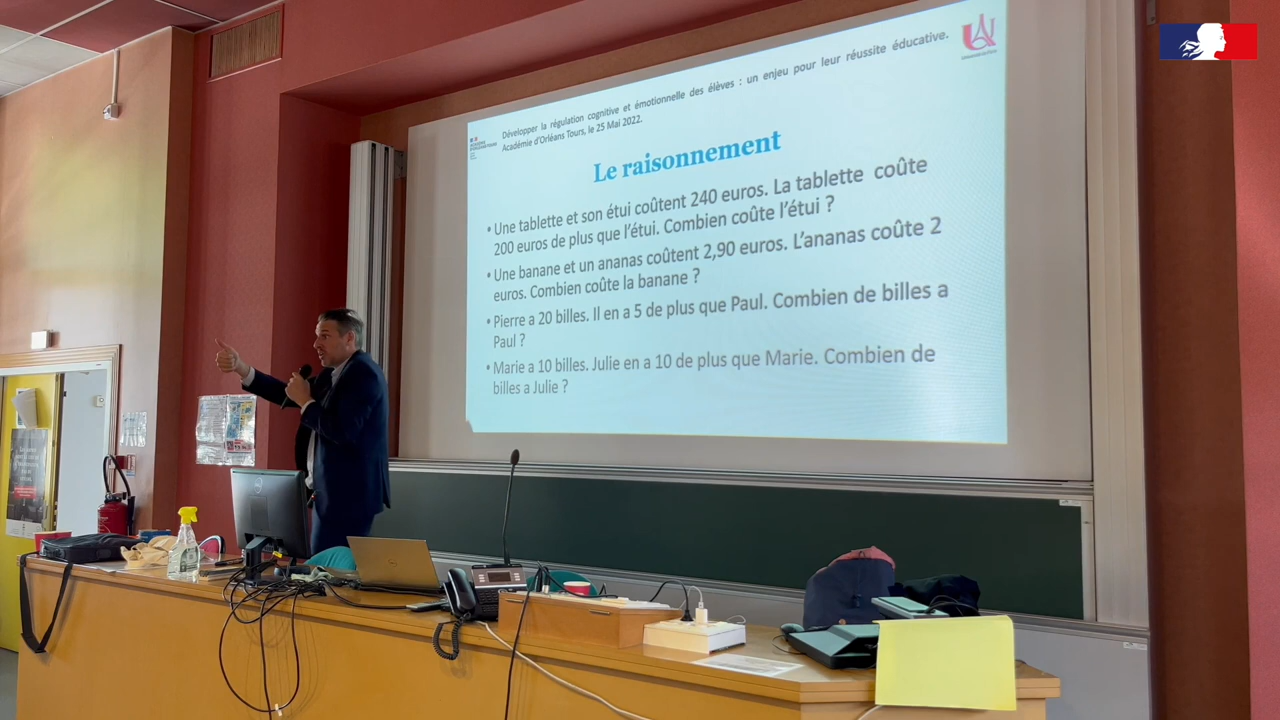 Développer la régulation cognitive et émotionnelle des élèves : un enjeu pour leur réussite éducative.
Académie d'Orléans Tours, le 25 Mai 2022.
Le raisonnement
• Une tablette et son étui coûtent 240 euros. La tablette coûte
200 euros de plus que l'étui. Combien coûte l'étui ?
• Une banane et un ananas coûtent 2,90 euros. L'ananas coûte 2
euros. Combien coûte la banane ?
• Pierre a 20 billes. Il en a 5 de plus que Paul. Combien de billes a
Paul ?
• Marie a 10 billes. Julie en a 10 de plus que Marie. Combien de
billes a Julie ?